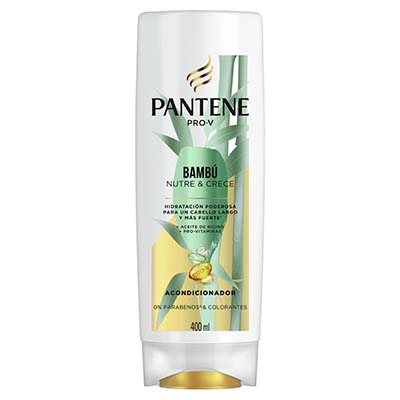 PANTENE
PRO-V
BAMBÚ
NUTRE & CRECE
HIDRATACIÓN PODEROSA
PARA UN CABELLO LARGO
Y MÁS FUERTE*
+ ACEITE DE RICINO
+ PRO-VITAMINAS
ACONDICIONADOR
0% PARABENOS* & COLORANTES
400 ml